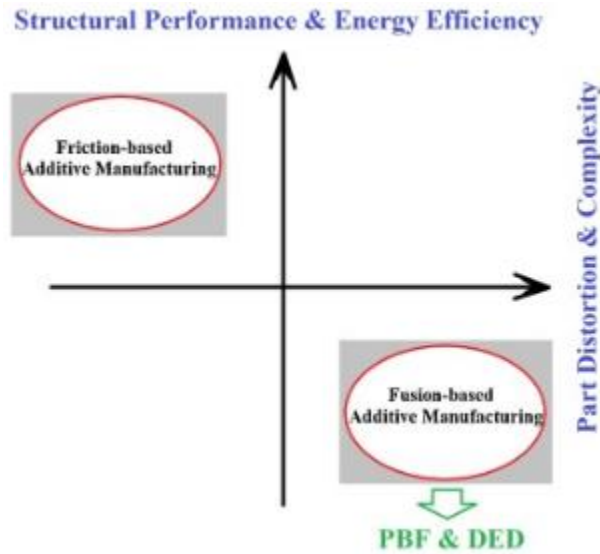 Structural Performance & Energy Efficiency
Friction-based
Additive Manufacturing
Part Distortion & Complexity
Fusion-based
Additive Manufacturing
PBF & DED